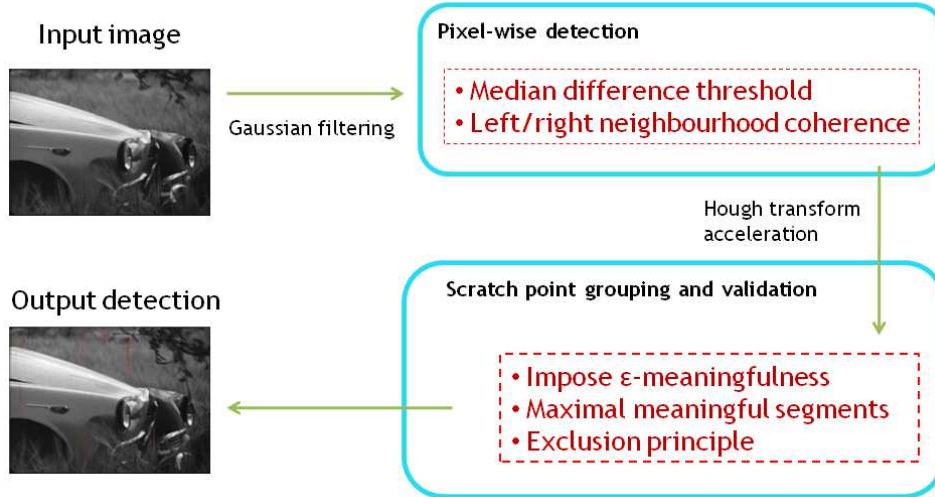 Input image
Gaussian filtering
Pixel-wise detection
• Median difference threshold
• Left/right neighbourhood coherence
Hough transform
acceleration
Scratch point grouping and validation
• Impose ε-meaningfulness
• Maximal meaningful segments
• Exclusion principle
Output detection